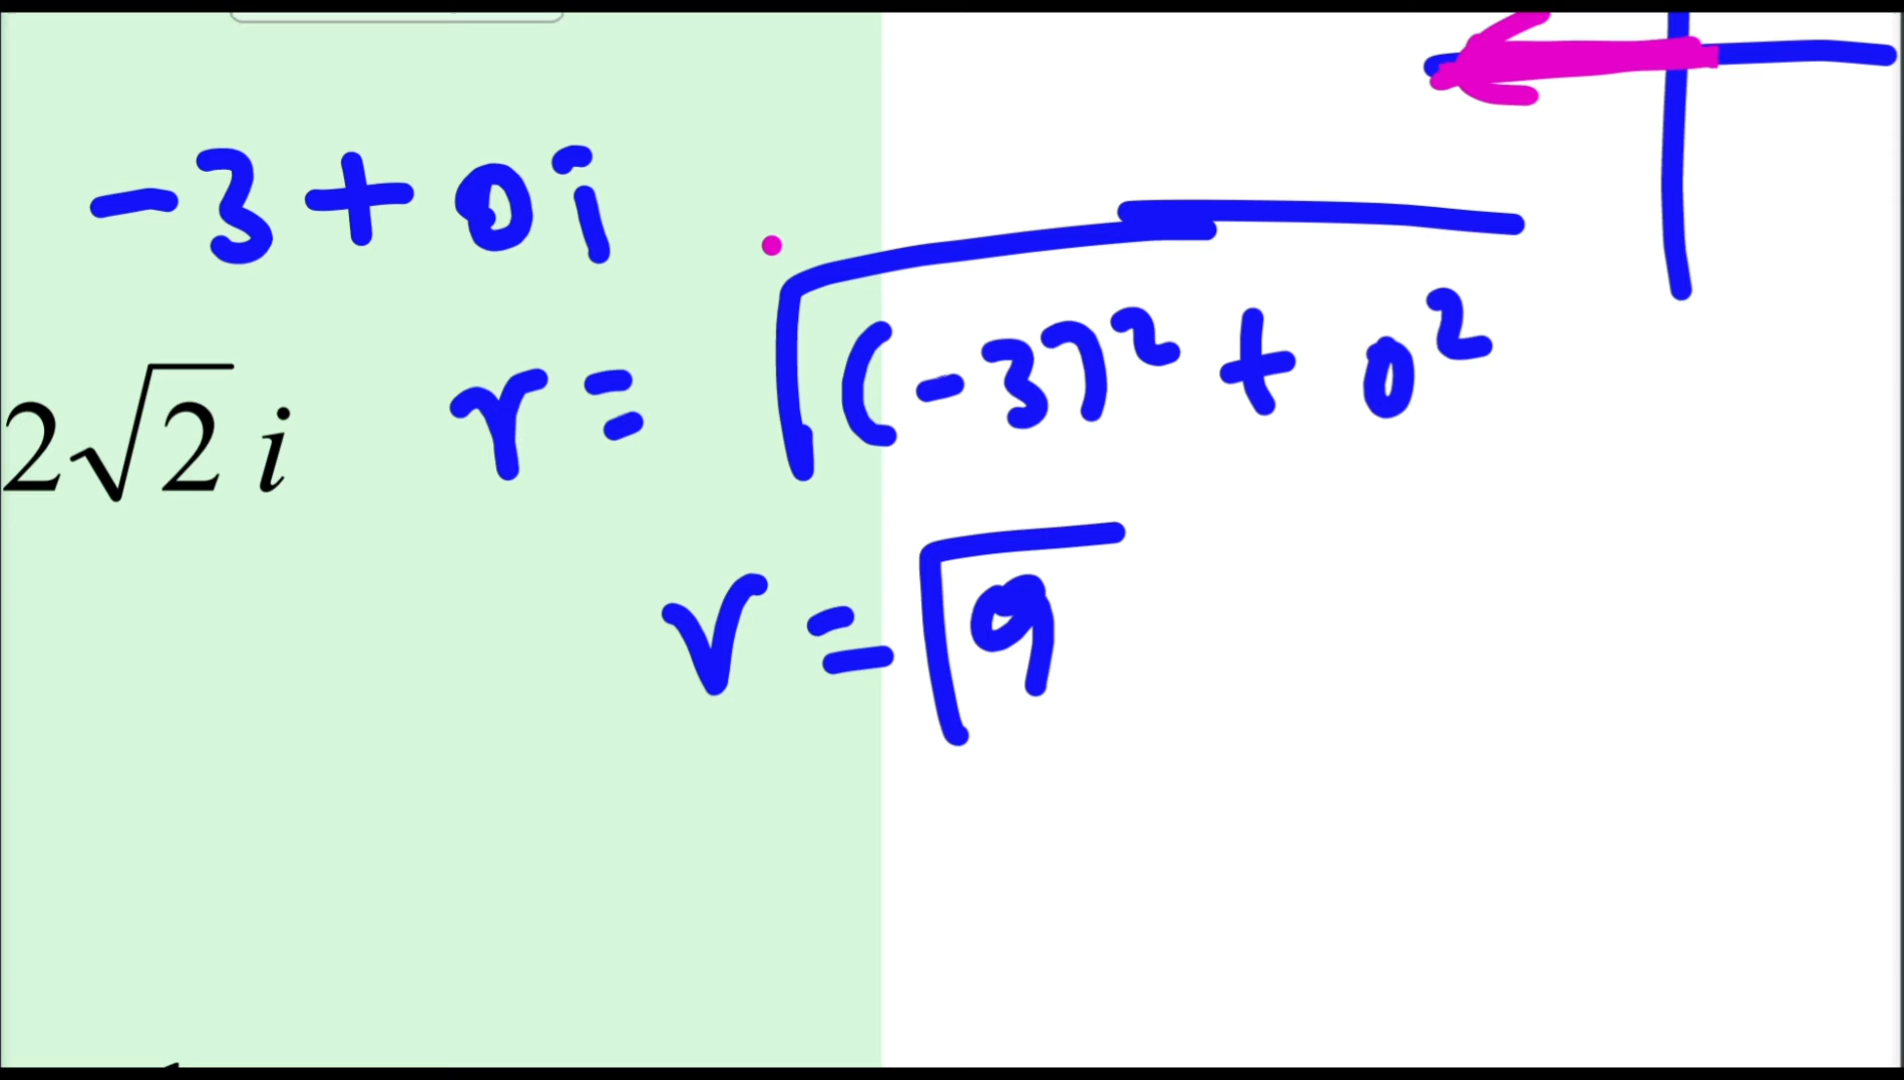 -3+0i
2√2 i
r = √((-3)² + 0²)
r = √9